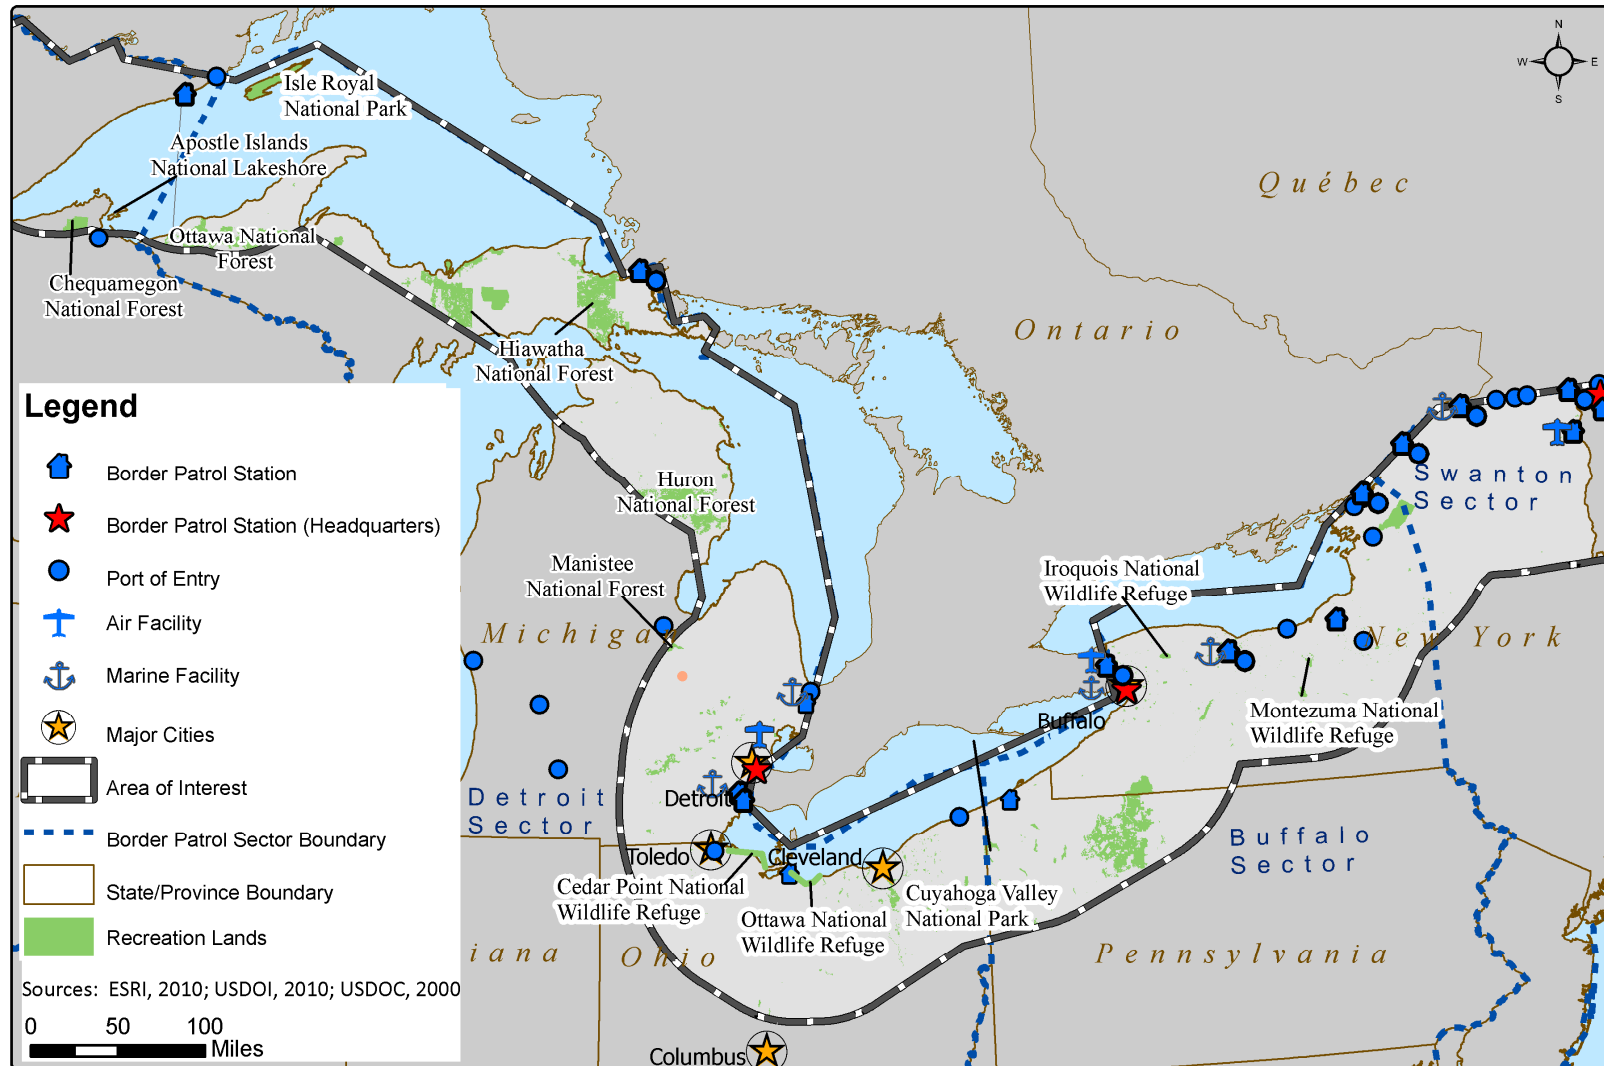 N
W
E
S
Isle Royal
National Park
Apostle Islands
National Lakeshore
Québec
Ottawa National
Forest
Chequamegon
National Forest
Ontario
Hiawatha
National Forest
Legend
Border Patrol Station
Border Patrol Station (Headquarters)
Port of Entry
Air Facility
Marine Facility
Major Cities
Area of Interest
Border Patrol Sector Boundary
State/Province Boundary
Recreation Lands
Sources: ESRI, 2010; USDOI, 2010; USDOC, 2000
0 50 100
Miles
Huron
National Forest
Swanton
Sector
Manistee
National Forest
Iroquois National
Wildlife Refuge
Michigan
New York
Montezuma National
Wildlife Refuge
Buffalo
Detroit
Sector
Detroit
Buffalo
Sector
Toledo
Cleveland
Cedar Point National
Wildlife Refuge
Cuyahoga Valley
National Park
Ottawa National
Wildlife Refuge
iana
Ohio
Pennsylvania
Columbus